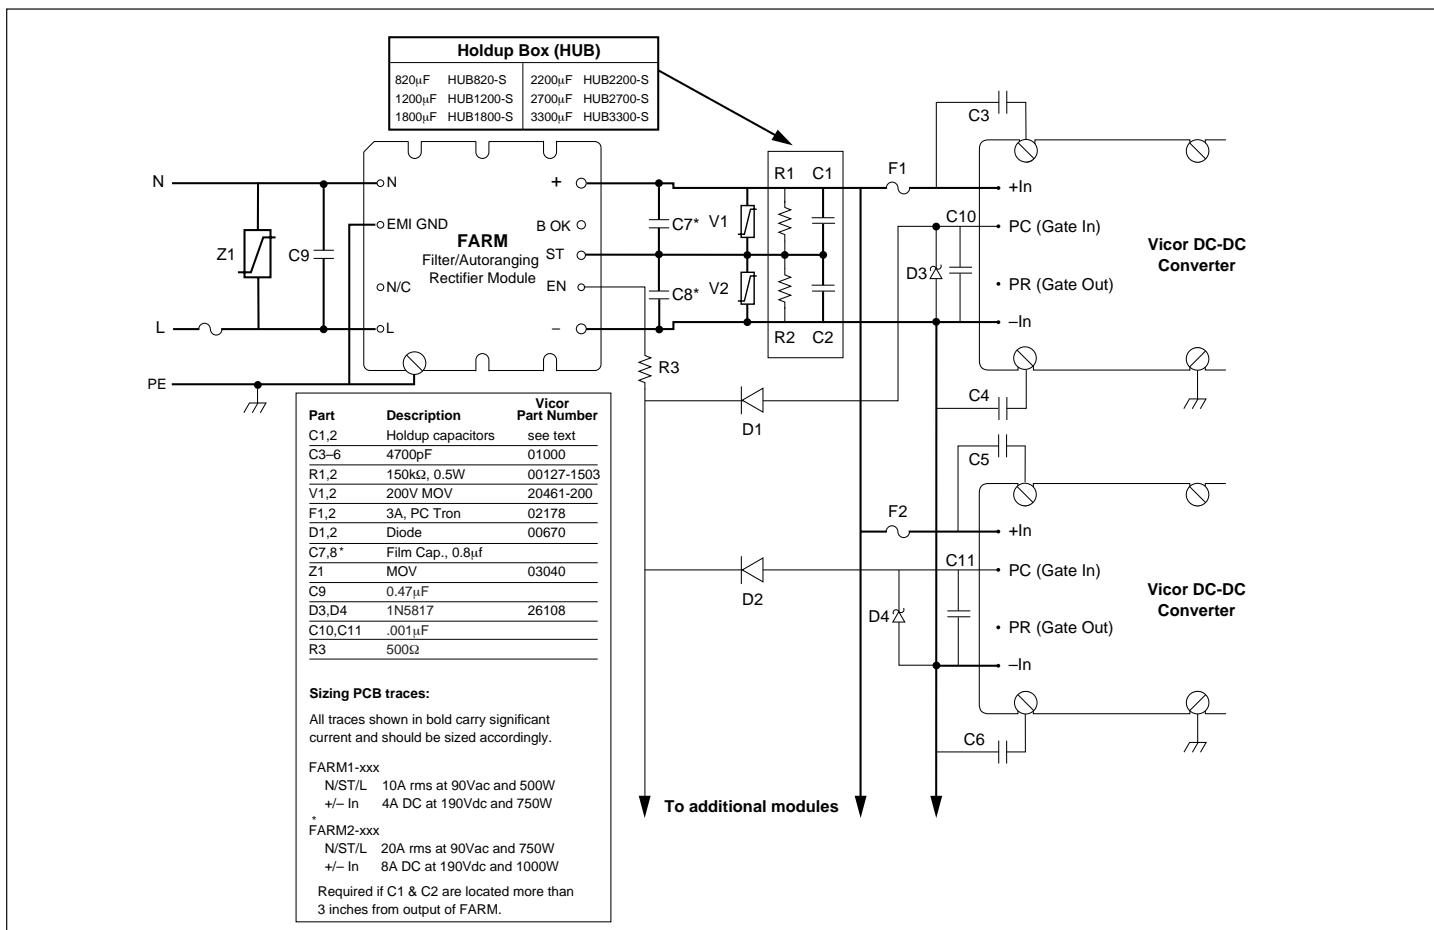 Holdup Box (HUB)
820µF HUB820-S 2200µF HUB2200-S
1200µF HUB1200-S 2700µF HUB2700-S
1800µF HUB1800-S 3300µF HUB3300-S
C3
N
N
+
R1 C1
F1
+In
EMI GND
B OK
C7*
V1
C10
PC (Gate In)
Z1
C9
FARM
Filter/Autoranging
Rectifier Module
ST
D3
Vicor DC-DC
Converter
N/C
EN
C8*
V2
PR (Gate Out)
L
L
–
R2 C2
–In
PE
R3
D1
C4
C5
Part Description Vicor
Part Number
C1,2 Holdup capacitors see text
C3–6 4700pF 01000
R1,2 150kΩ, 0.5W 00127-1503
V1,2 200V MOV 20461-200
F1,2 3A, PC Tron 02178
D1,2 Diode 00670
C7,8* Film Cap., 0.8µf
Z1 MOV 03040
C9 0.47µF
D3,D4 1N5817 26108
C10,C11 .001µF
R3 500Ω
F2
+In
C11
PC (Gate In)
D2
D4
Vicor DC-DC
Converter
PR (Gate Out)
–In
C6
Sizing PCB traces:
All traces shown in bold carry significant
current and should be sized accordingly.
FARM1-xxx
N/ST/L 10A rms at 90Vac and 500W
+/– In 4A DC at 190Vdc and 750W
*
FARM2-xxx
N/ST/L 20A rms at 90Vac and 750W
+/– In 8A DC at 190Vdc and 1000W
Required if C1 & C2 are located more than
3 inches from output of FARM.
To additional modules